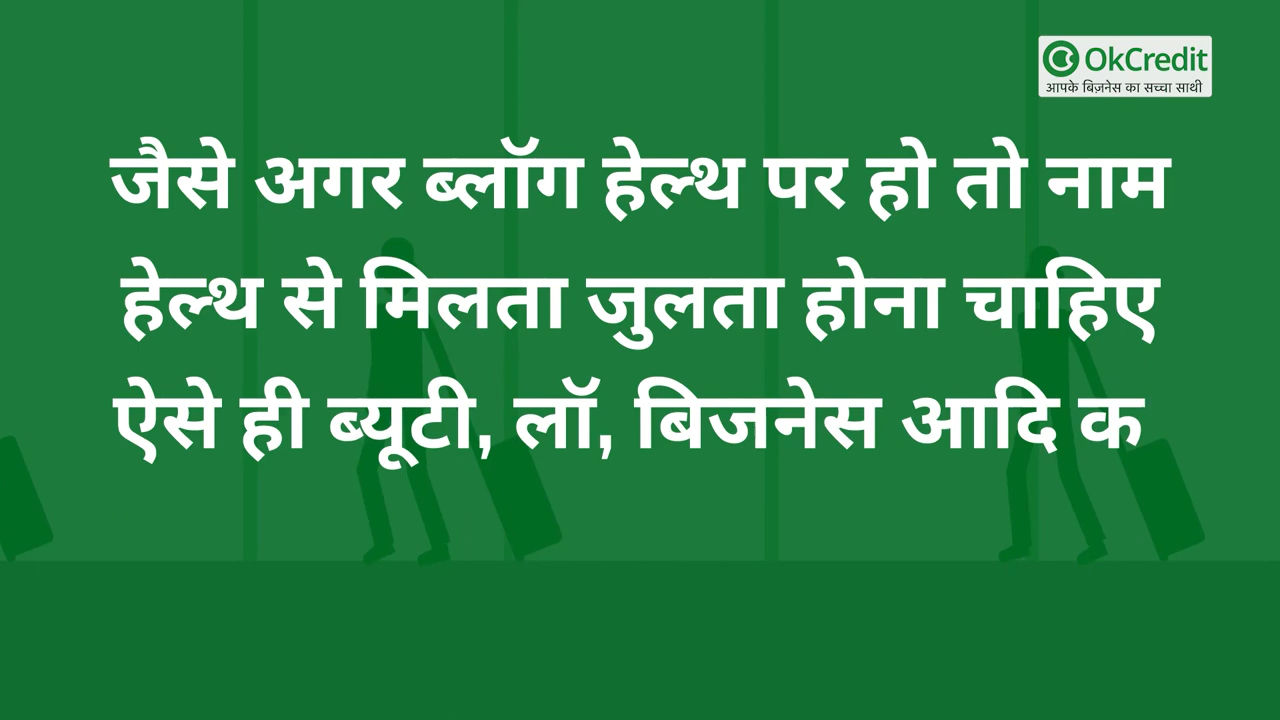 OkCredit
आपके बिज़नेस का सच्चा साथी
जैसे अगर ब्लॉग हेल्थ पर हो तो नाम
हेल्थ से मिलता जुलता होना चाहिए
ऐसे ही ब्यूटी, लॉ, बिजनेस आदि क